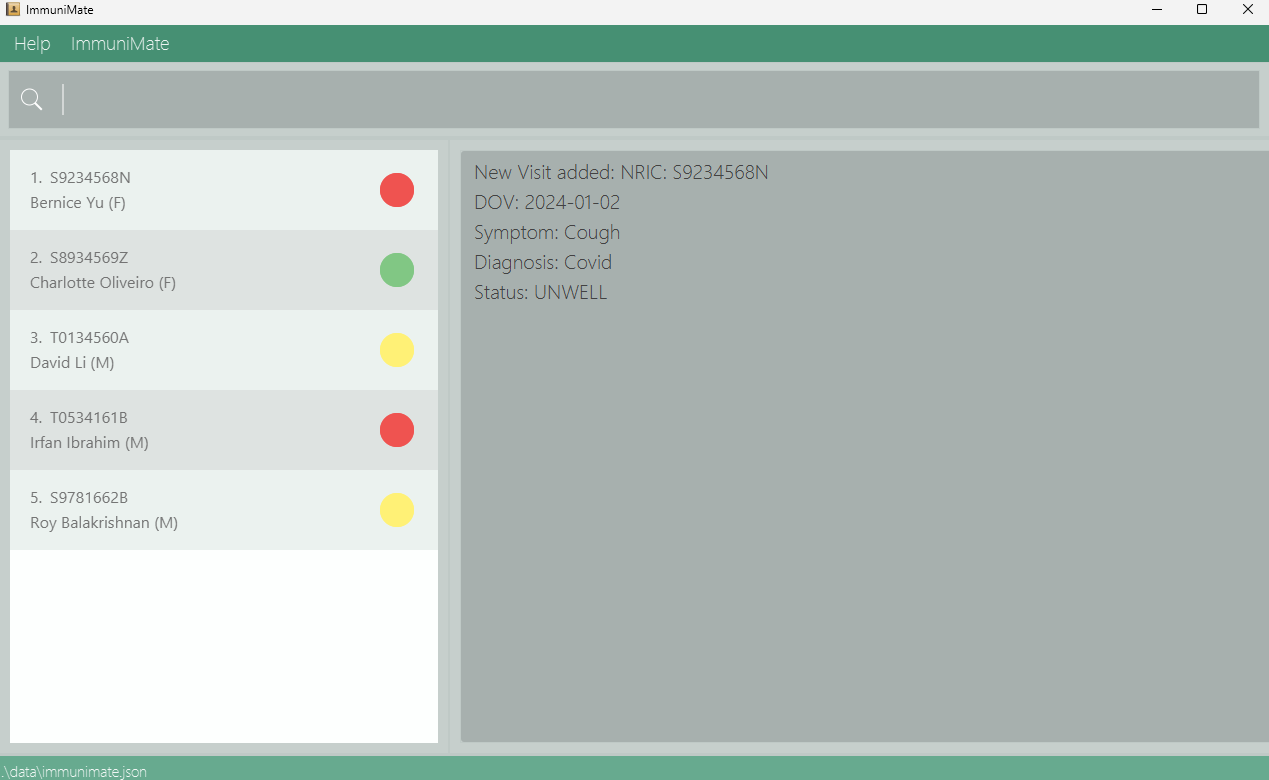 ImmuniMate
Help ImmuniMate
1. S9234568N
Bernice Yu (F)
2. S8934569Z
Charlotte Oliveiro (F)
3. T0134560A
David Li (M)
4. T0534161B
Irfan Ibrahim (M)
5. S9781662B
Roy Balakrishnan (M)
New Visit added: NRIC: S9234568N
DOV: 2024-01-02
Symptom: Cough
Diagnosis: Covid
Status: UNWELL
.\data\immunimate.json